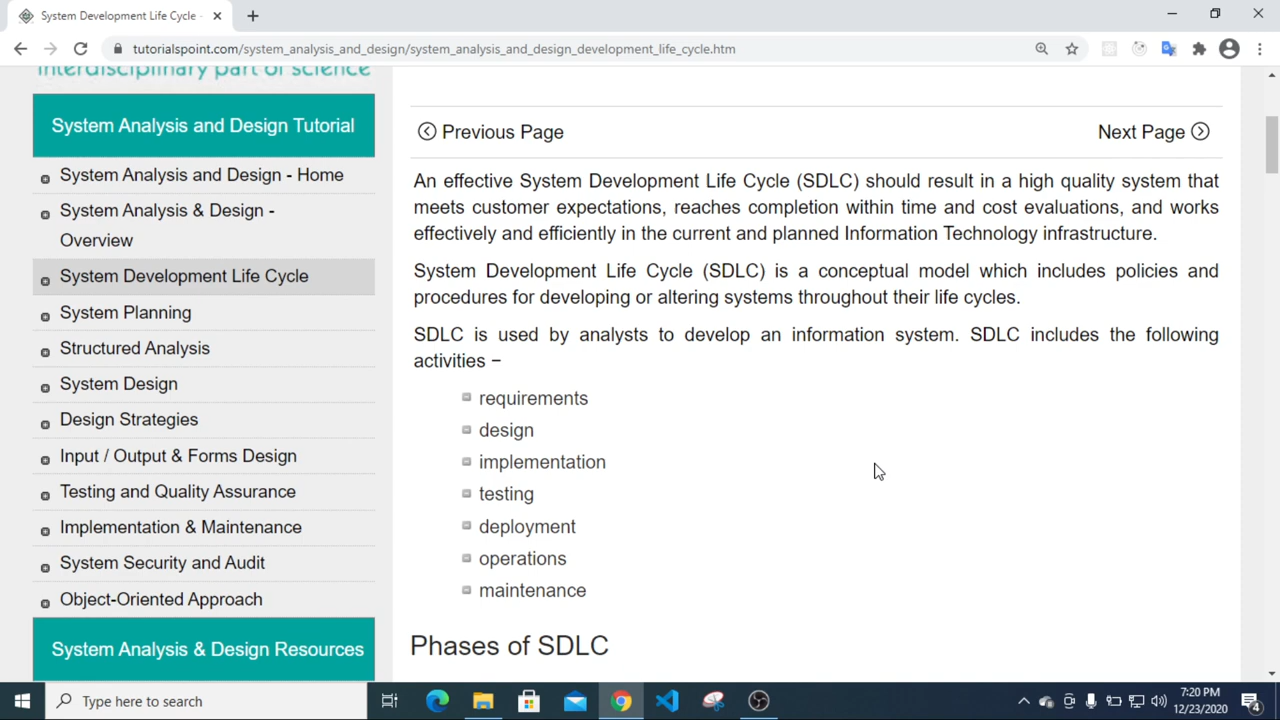 System Development Life Cycle -
tutorialspoint.com/system_analysis_and_design/system_analysis_and_design_development_life_cycle.htm
interdisciplinary part of science
System Analysis and Design Tutorial
System Analysis and Design - Home
System Analysis & Design -
Overview
System Development Life Cycle
System Planning
Structured Analysis
System Design
Design Strategies
Input / Output & Forms Design
Testing and Quality Assurance
Implementation & Maintenance
System Security and Audit
Object-Oriented Approach
System Analysis & Design Resources
Previous Page
Next Page
An effective System Development Life Cycle (SDLC) should result in a high quality system that
meets customer expectations, reaches completion within time and cost evaluations, and works
effectively and efficiently in the current and planned Information Technology infrastructure.
System Development Life Cycle (SDLC) is a conceptual model which includes policies and
procedures for developing or altering systems throughout their life cycles.
SDLC is used by analysts to develop an information system. SDLC includes the following
activities −
requirements
design
implementation
testing
deployment
operations
maintenance
Phases of SDLC
Type here to search
7:20 PM
12/23/2020
4